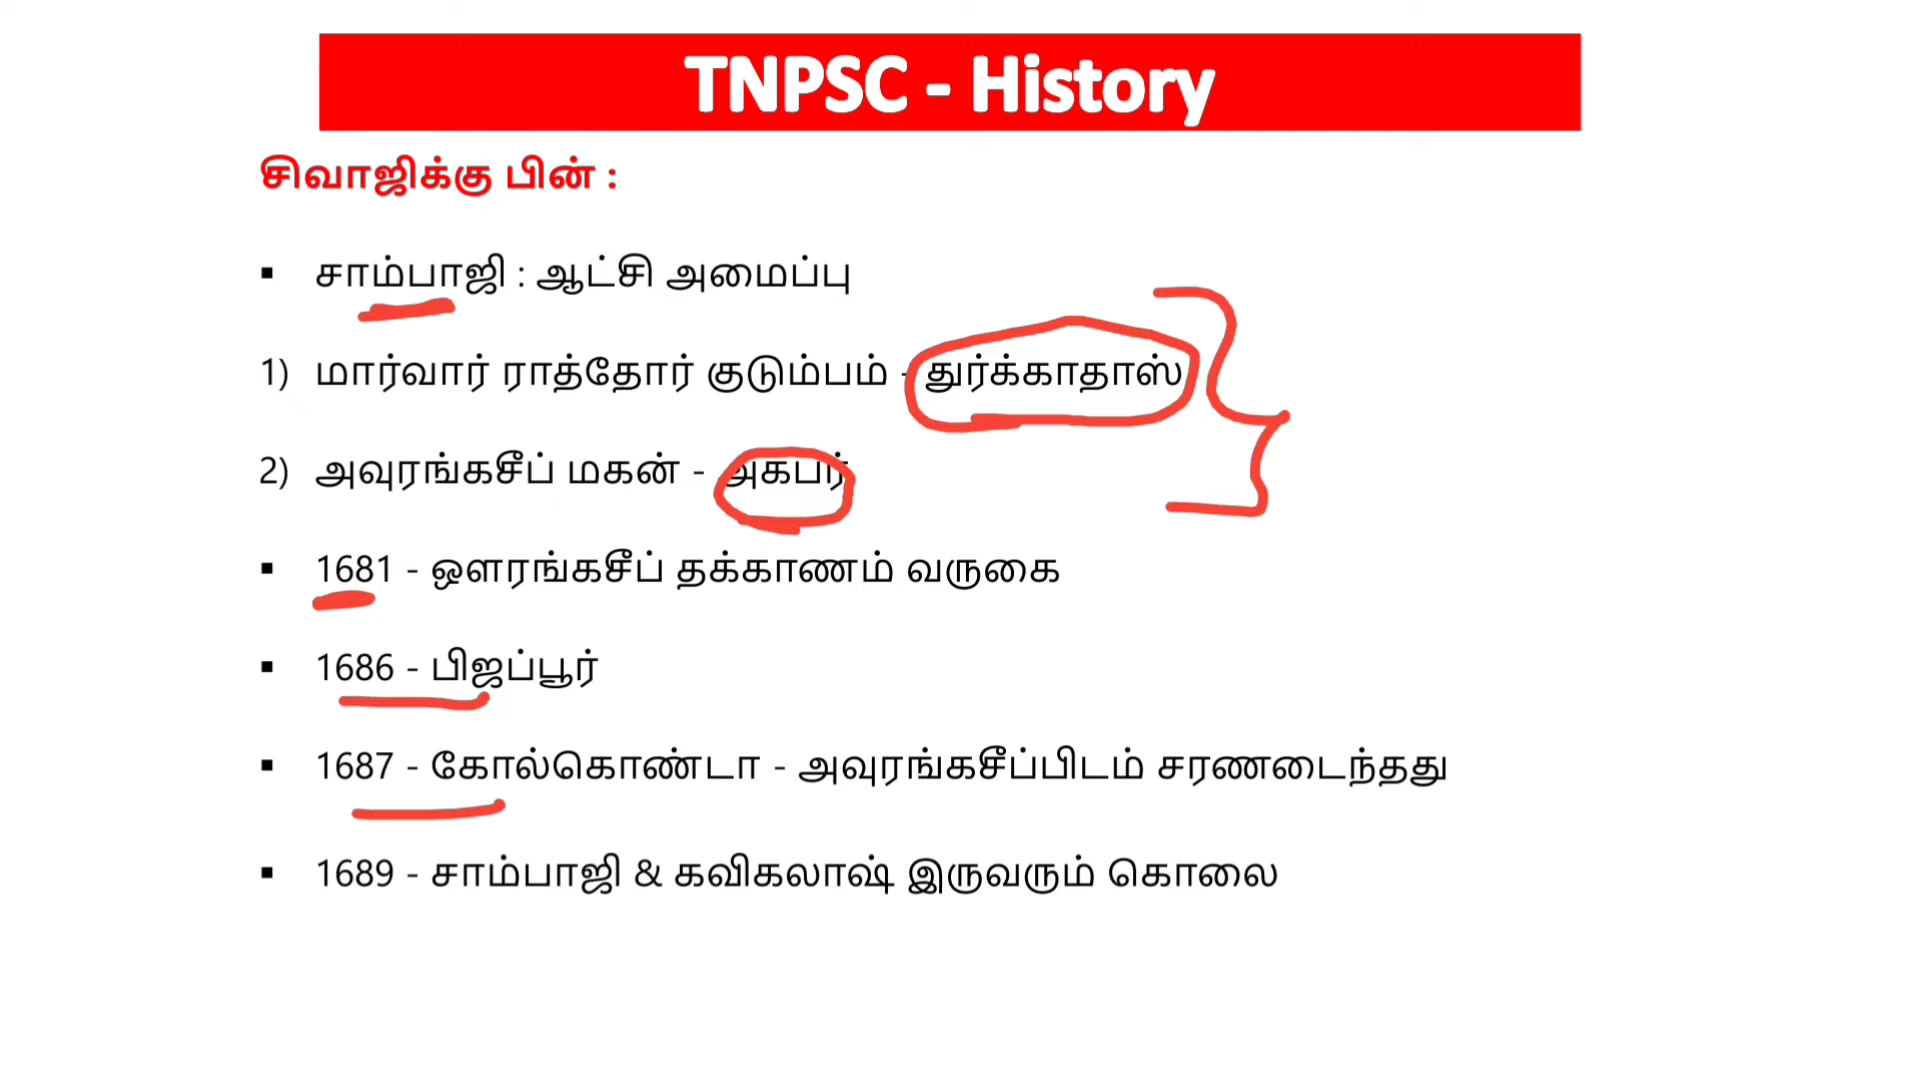 TNPSC - History
சிவாஜிக்கு பின் :
▪ சாம்பாஜி : ஆட்சி அமைப்பு
1) மார்வார் ராத்தோர் குடும்பம் - துர்க்காதாஸ்
2) அவுரங்கசீப் மகன் - அகபர்
▪ 1681 - ஔரங்கசீப் தக்காணம் வருகை
▪ 1686 - பிஜப்பூர்
▪ 1687 - கோல்கொண்டா - அவுரங்கசீப்பிடம் சரணடைந்தது
▪ 1689 - சாம்பாஜி & கவிகலாஷ் இருவரும் கொலை